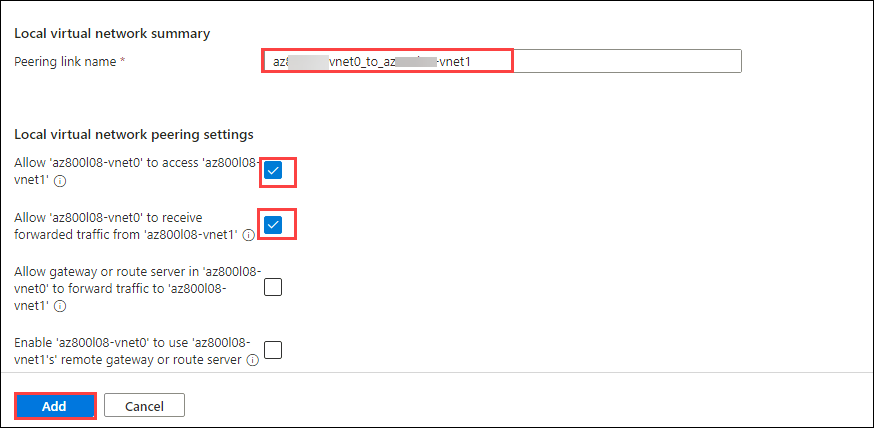 Local virtual network summary
Peering link name *
az vnet0_to_az -vnet1
Local virtual network peering settings
Allow 'az800l08-vnet0' to access 'az800l08-
vnet1'
Allow 'az800l08-vnet0' to receive
forwarded traffic from 'az800l08-vnet1'
Allow gateway or route server in 'az800l08-
vnet0' to forward traffic to 'az800l08-
vnet1'
Enable 'az800l08-vnet0' to use 'az800l08-
vnet1's' remote gateway or route server
Add
Cancel